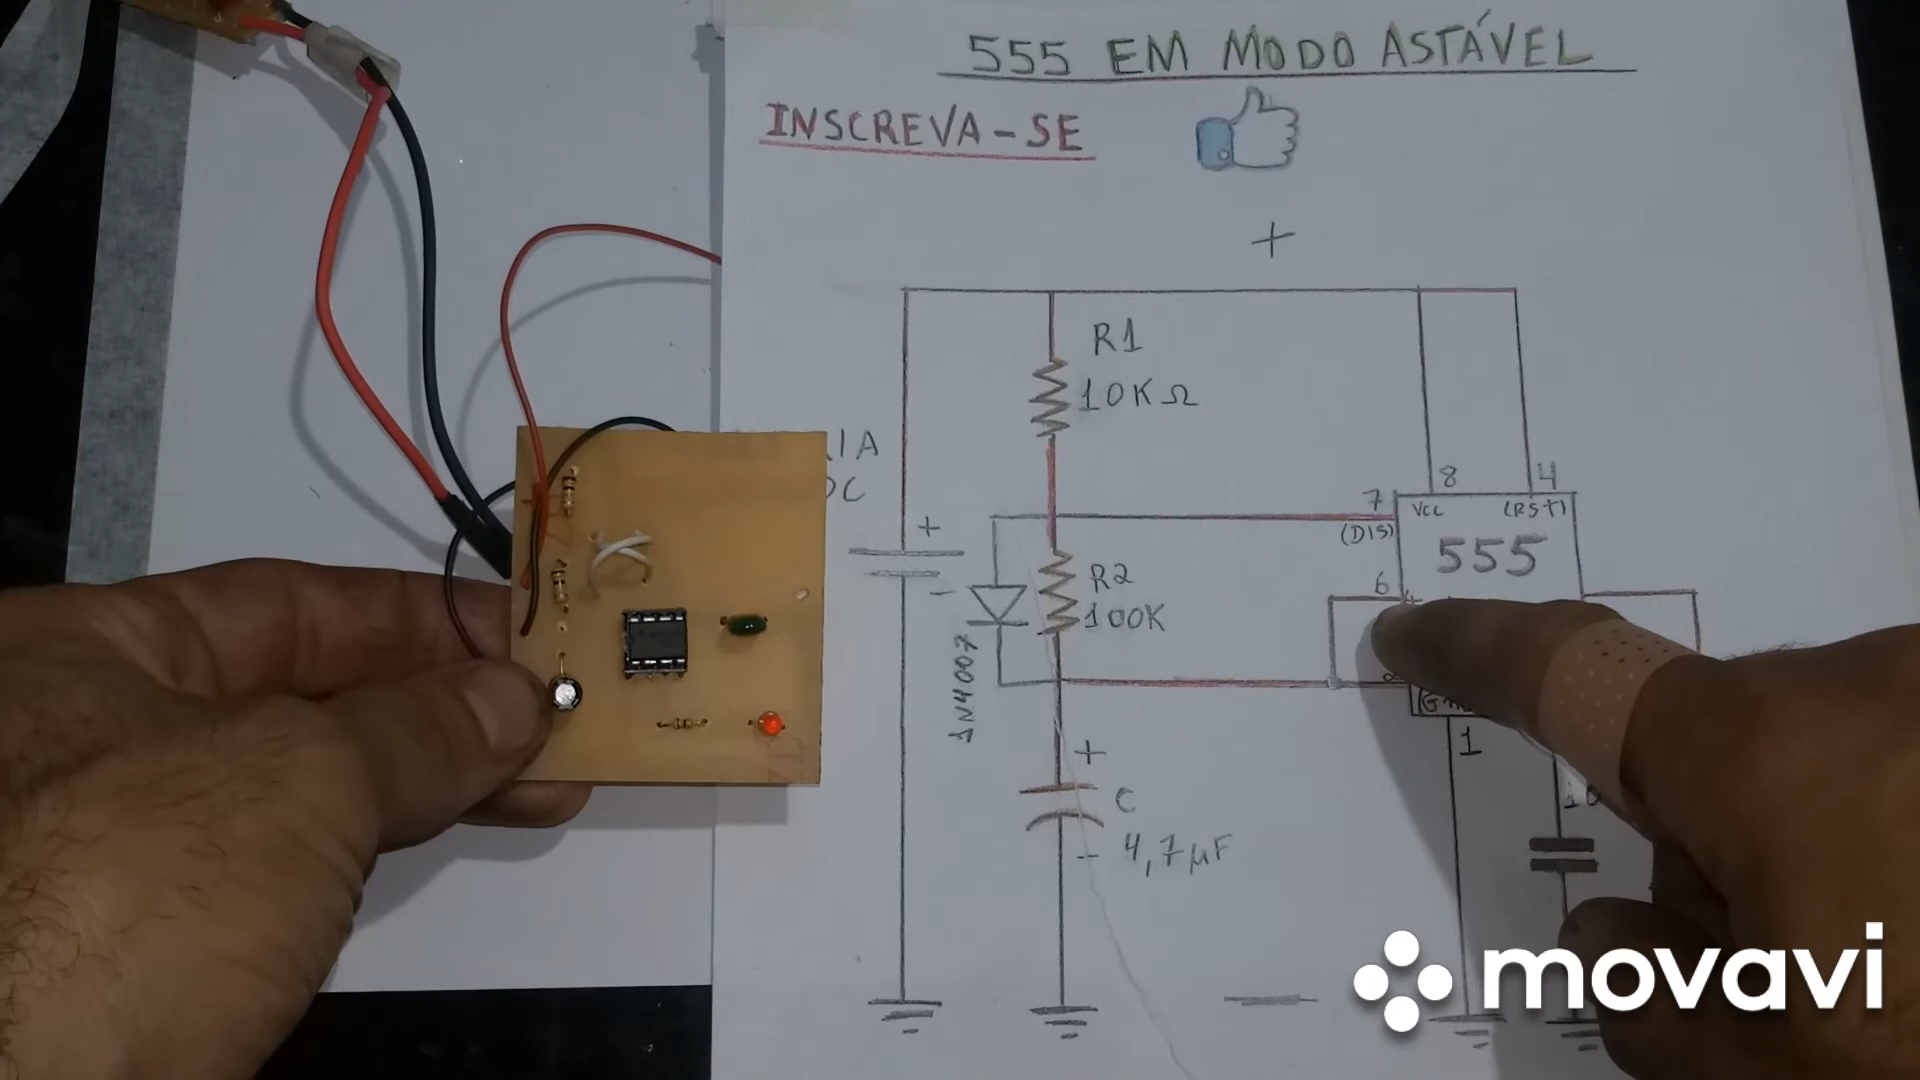 555 EM MODO ASTÁVEL
INSCREVA-SE
+
R1
10KΩ
8
4
7
VCC
(RST)
(DIS)
555
+
-
R2
100K
6
1N4007
1
+
C
- 4,7µF
10
movavi